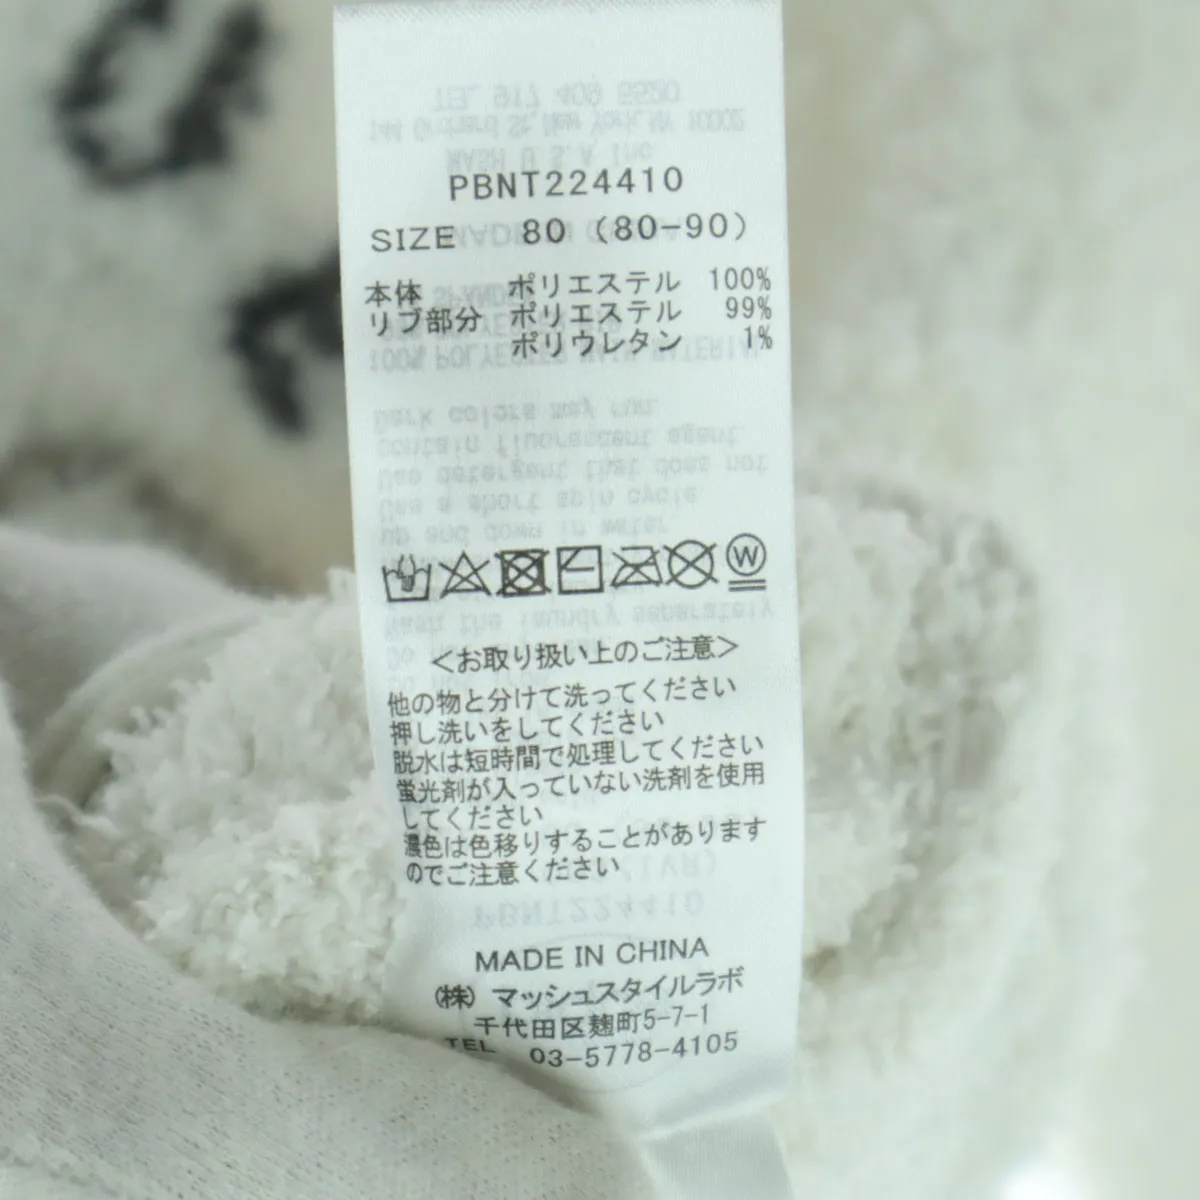 PBNT224410
SIZE 80 (80-90)
本体 ポリエステル 100%
リブ部分 ポリエステル 99%
ポリウレタン 1%
W
<お取り扱い上のご注意>
他の物と分けて洗ってください
押し洗いをしてください
脱水は短時間で処理してください
蛍光剤が入っていない洗剤を使用
してください
濃色は色移りすることがあります
のでご注意ください
MADE IN CHINA
(株) マッシュスタイルラボ
千代田区麹町5-7-1
TEL 03-5778-4105